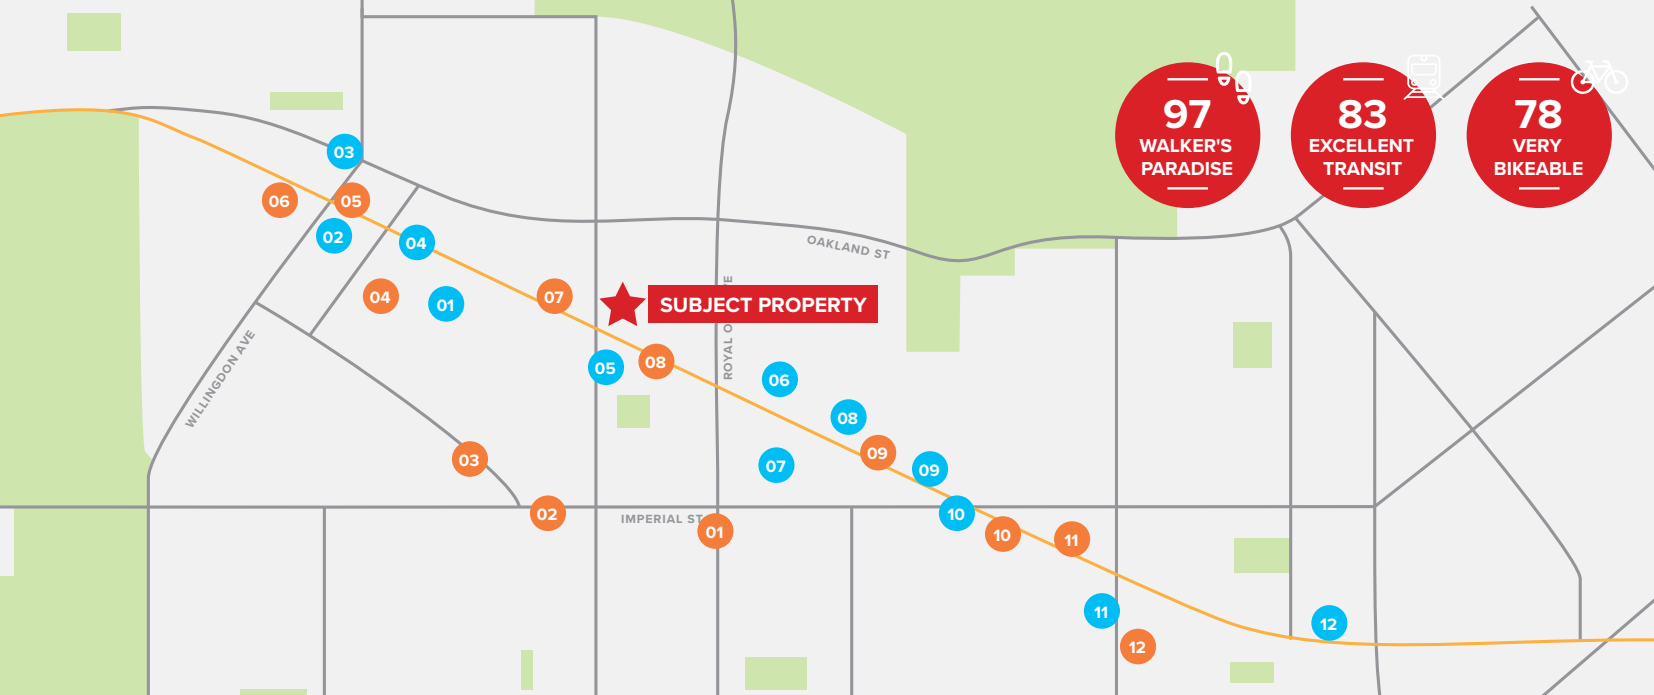 97
WALKER'S
PARADISE
83
EXCELLENT
TRANSIT
78
VERY
BIKEABLE
03
06
05
02
04
OAKLAND ST
04
01
07
SUBJECT PROPERTY
ROYAL
WILLINGDON AVE
05
08
06
08
03
07
09
09
02
IMPERIAL ST
01
10
10
11
11
12
12